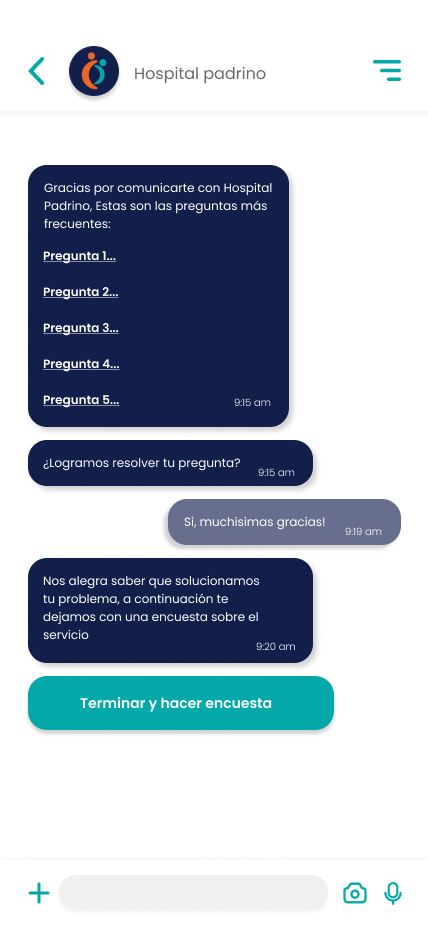 Hospital padrino
Gracias por comunicarte con Hospital
Padrino, Estas son las preguntas más
frecuentes:
Pregunta 1...
Pregunta 2...
Pregunta 3...
Pregunta 4...
Pregunta 5...
9:15 am
¿Logramos resolver tu pregunta?
9:15 am
Si, muchisimas gracias!
9:19 am
Nos alegra saber que solucionamos
tu problema, a continuación te
dejamos con una encuesta sobre el
servicio
9:20 am
Terminar y hacer encuesta